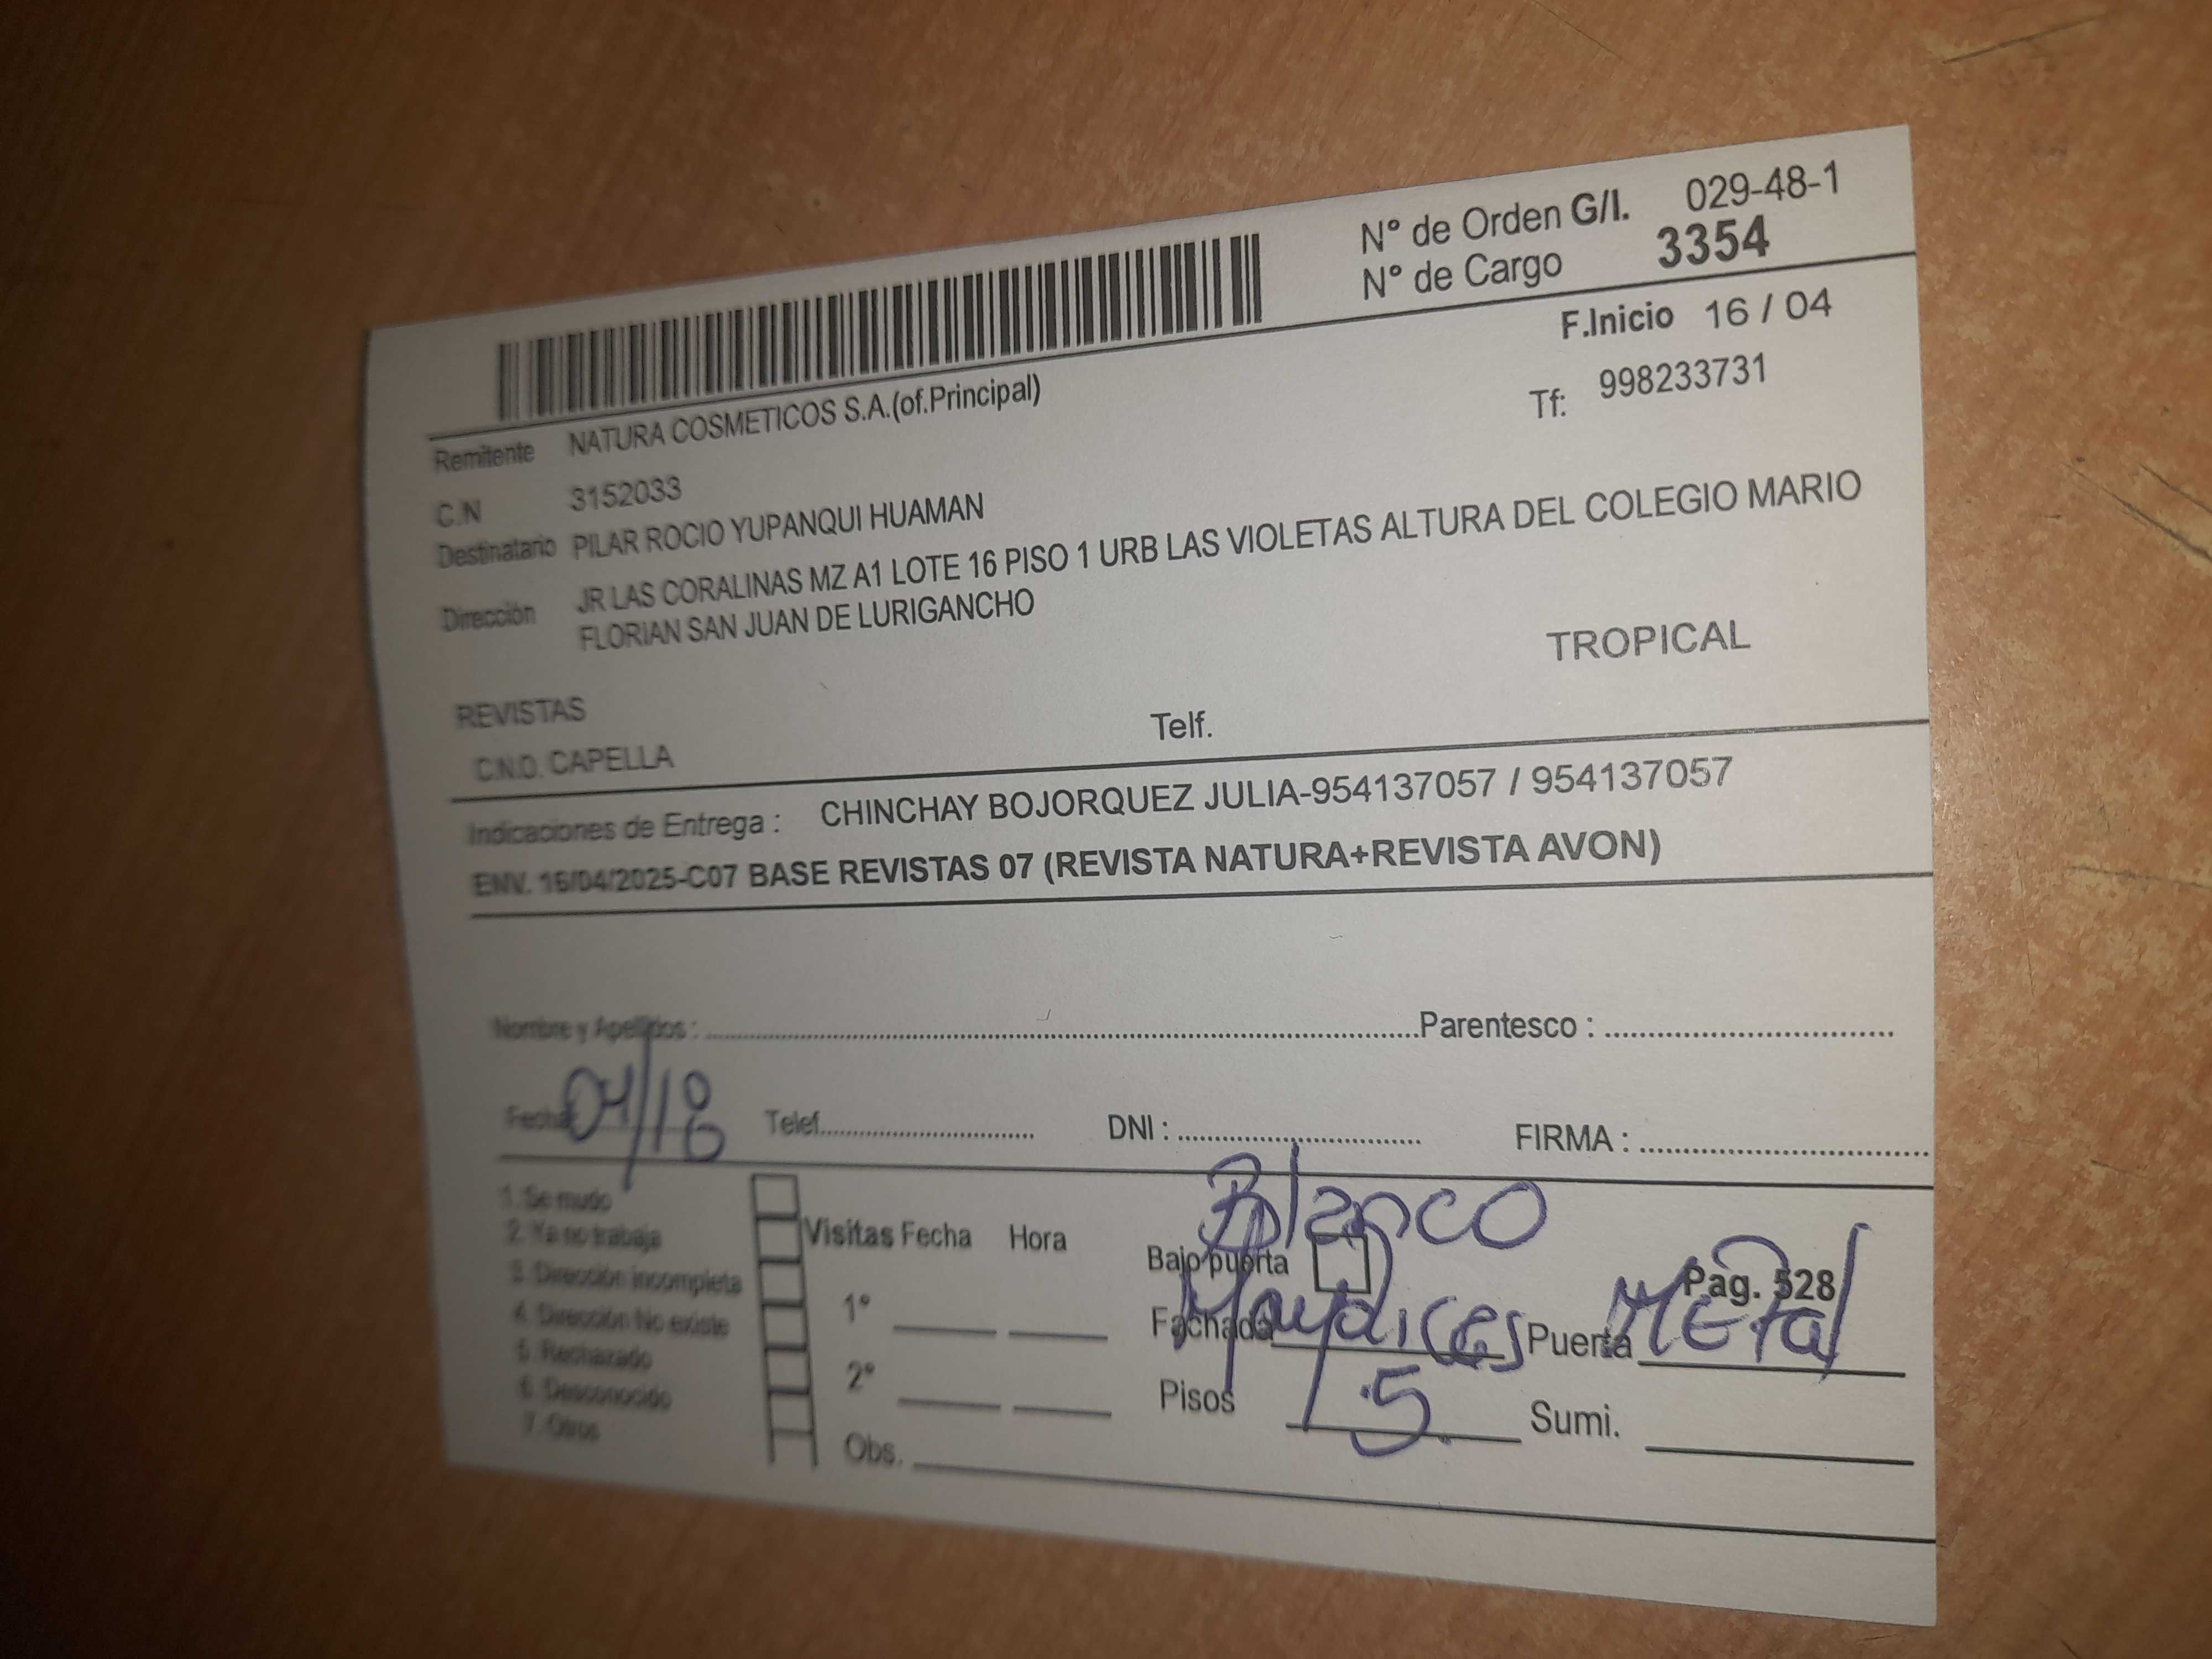 N° de Orden G/I. 029-48-1
N° de Cargo 3354
F.Inicio 16 / 04
Remitente NATURA COSMETICOS S.A.(of.Principal)
Tf: 998233731
C.N 3152033
Destinatario PILAR ROCIO YUPANQUI HUAMAN
Dirección JR LAS CORALINAS MZ A1 LOTE 16 PISO 1 URB LAS VIOLETAS ALTURA DEL COLEGIO MARIO
FLORIAN SAN JUAN DE LURIGANCHO
TROPICAL
REVISTAS
C.N.O. CAPELLA Telf.
Indicaciones de Entrega : CHINCHAY BOJORQUEZ JULIA-954137057 / 954137057
ENV. 16/04/2025-C07 BASE REVISTAS 07 (REVISTA NATURA+REVISTA AVON)
Nombre y Apellidos : Parentesco :
Fecha 04/18 Telef. DNI : FIRMA :
1. Se mudo
2. Ya no trabaja
3. Dirección incompleta
4. Dirección No existe
5. Rechazado
6. Desconocido
7. Otros
Visitas Fecha Hora
1°
2°
Obs.
Blanco
Bajo puerta
Pag. 528
Fachada Puerta Metal
Pisos 5. Sumi.